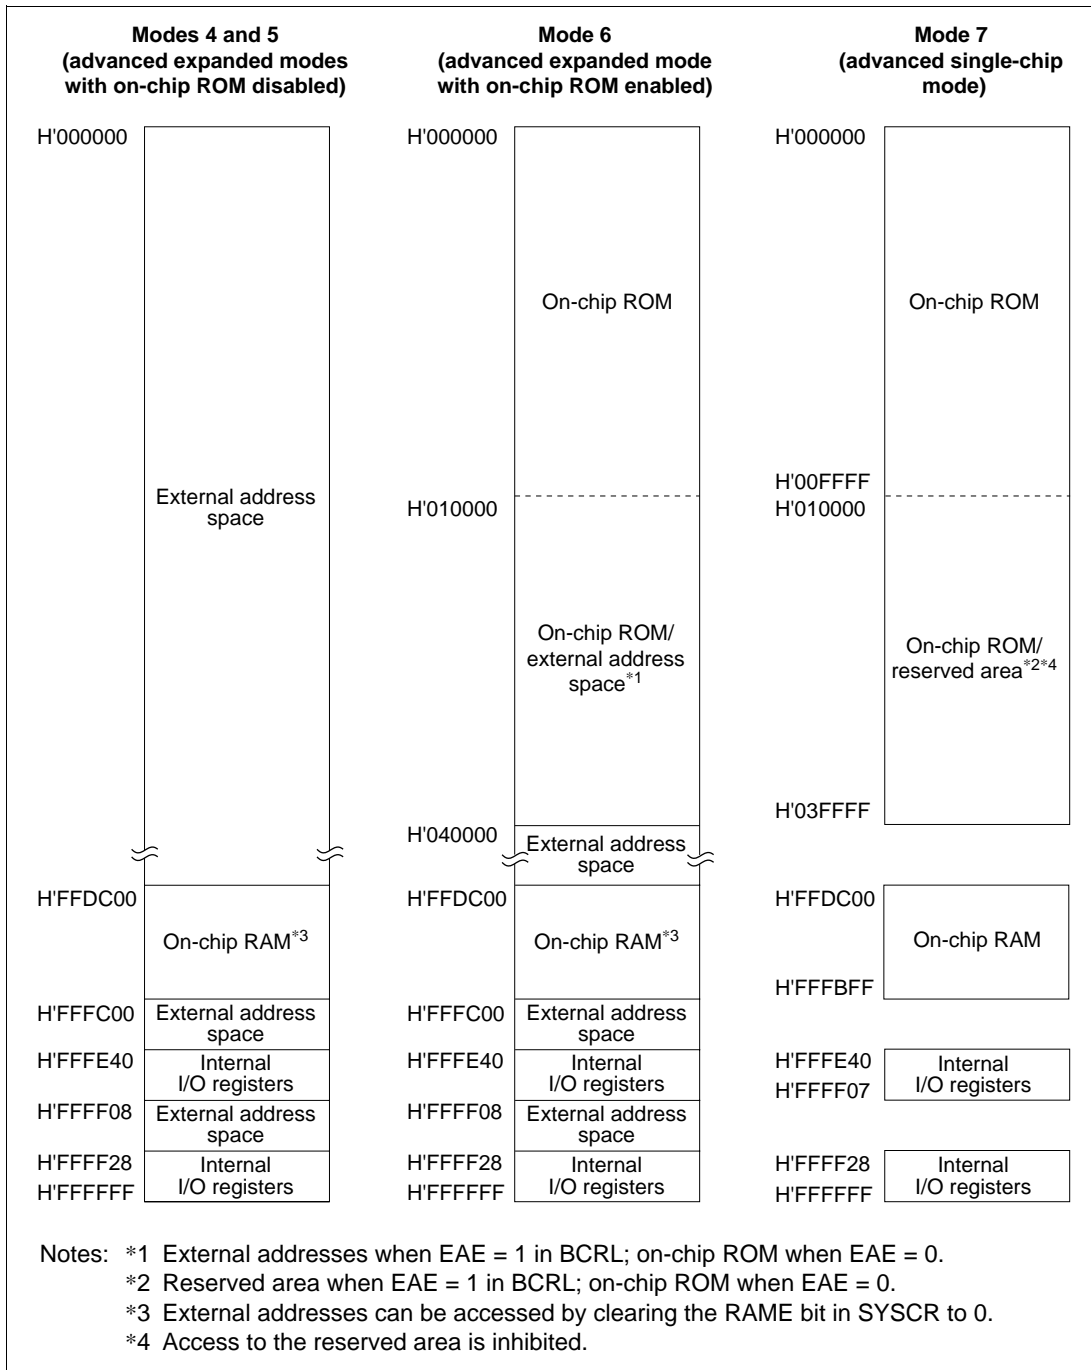 Modes 4 and 5
(advanced expanded modes
with on-chip ROM disabled)
H'000000
External address
space
H'FFDC00
On-chip RAM*3
H'FFFC00
External address
space
H'FFFE40
Internal
I/O registers
H'FFFF08
External address
space
H'FFFF28
Internal
I/O registers
H'FFFFFF
Mode 6
(advanced expanded mode
with on-chip ROM enabled)
H'000000
On-chip ROM
H'010000
On-chip ROM/
external address
space*1
H'040000
External address
space
H'FFDC00
On-chip RAM*3
H'FFFC00
External address
space
H'FFFE40
Internal
I/O registers
H'FFFF08
External address
space
H'FFFF28
Internal
I/O registers
H'FFFFFF
Mode 7
(advanced single-chip
mode)
H'000000
On-chip ROM
H'00FFFF
H'010000
On-chip ROM/
reserved area*2*4
H'03FFFF
H'FFDC00
On-chip RAM
H'FFFBFF
H'FFFE40
Internal
I/O registers
H'FFFF07
H'FFFF28
Internal
I/O registers
H'FFFFFF
Notes: *1 External addresses when EAE = 1 in BCRL; on-chip ROM when EAE = 0.
*2 Reserved area when EAE = 1 in BCRL; on-chip ROM when EAE = 0.
*3 External addresses can be accessed by clearing the RAME bit in SYSCR to 0.
*4 Access to the reserved area is inhibited.